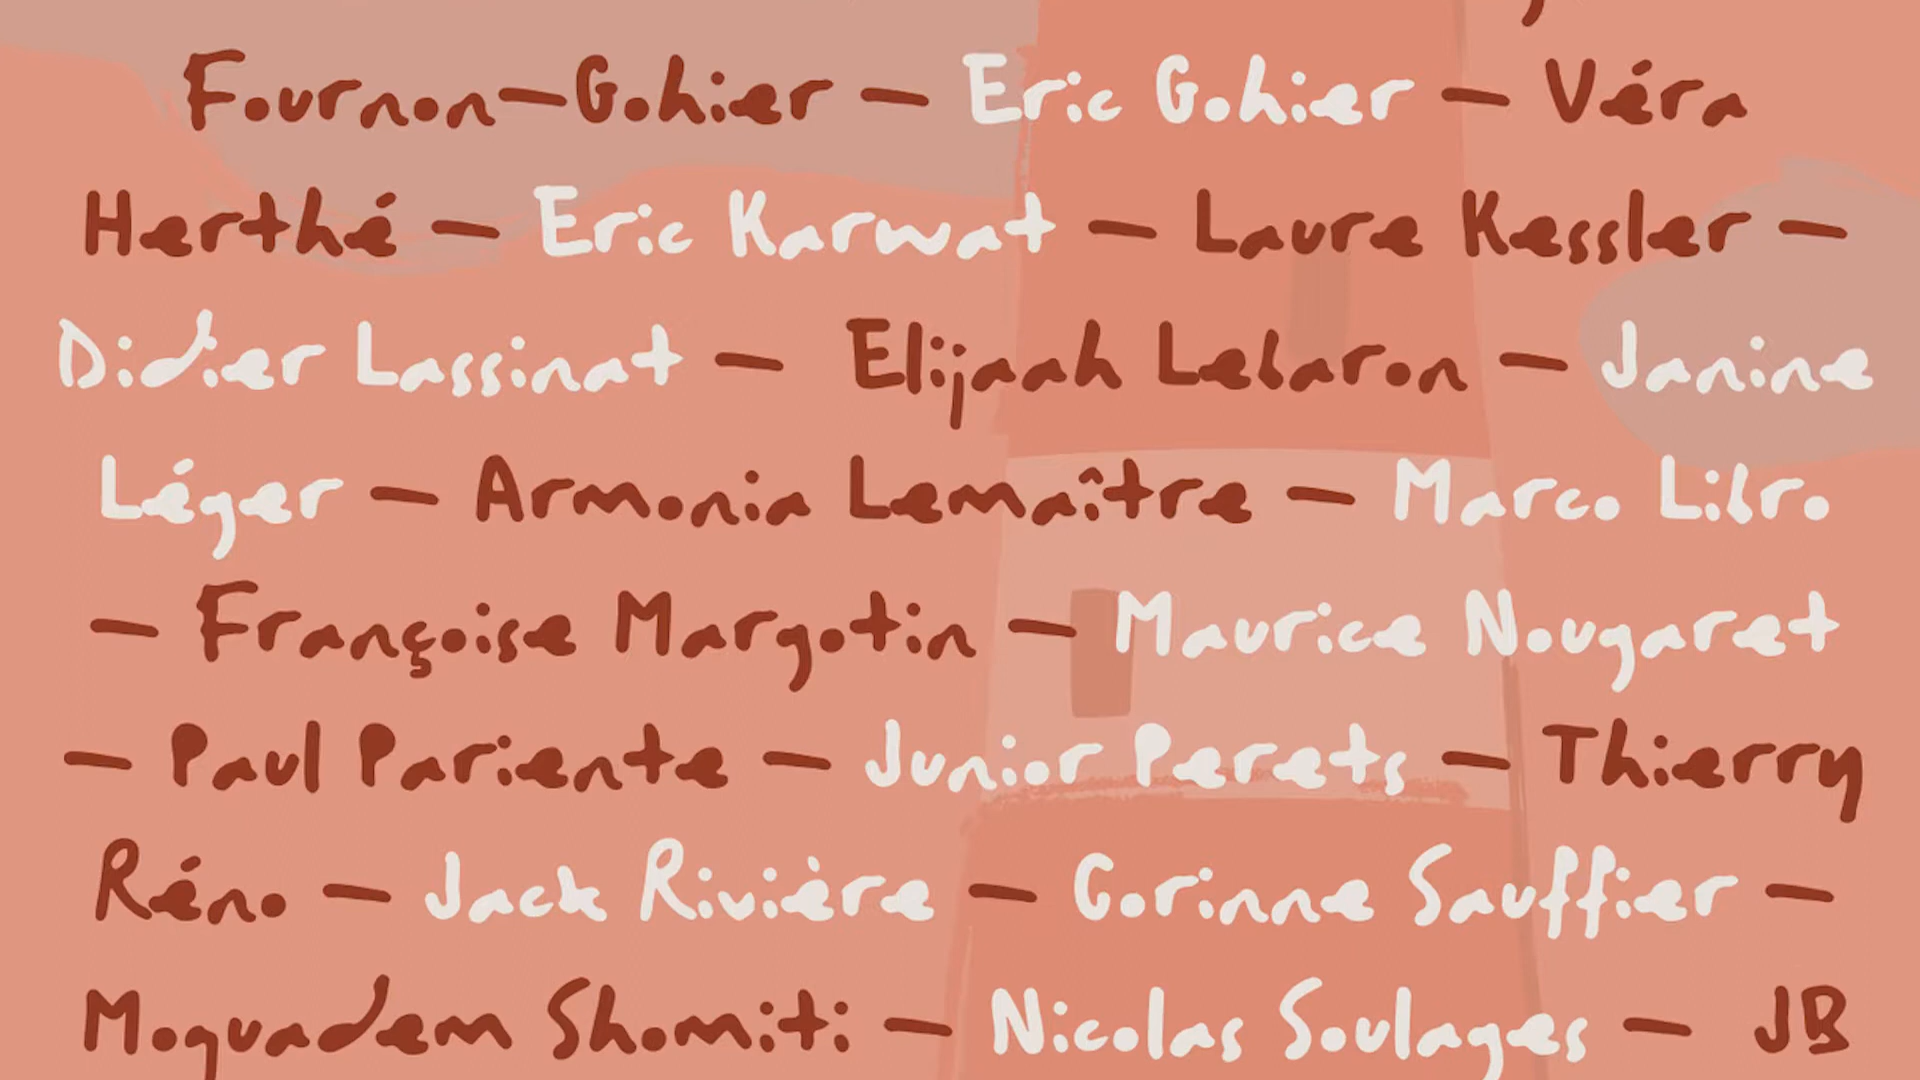 Fournon—Gohier — Eric Gohier — Véra
Herthé — Eric Karwat — Laure Kessler —
Didier Lassinat — Elijaah Lebaron — Janine
Léger — Armonia Lemaître — Marco Libro
— Françoise Margotin — Maurice Nougaret
— Paul Pariente — Junior Perets — Thierry
Réno — Jack Rivière — Corinne Sauffier —
Moquadem Shomiti — Nicolas Soulages — JB